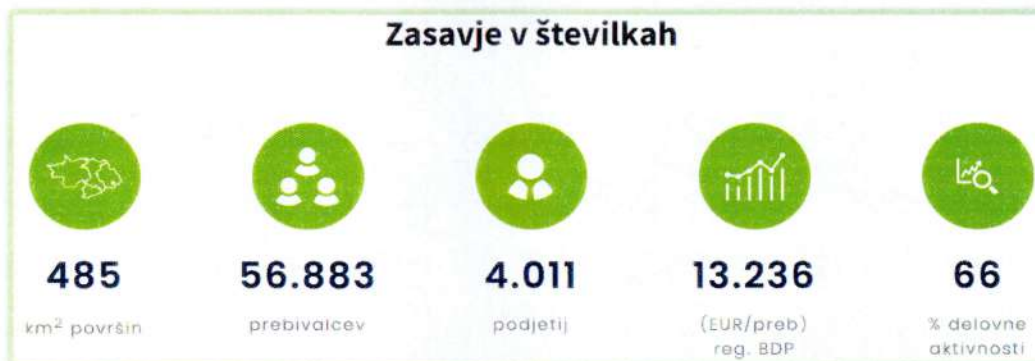 Zasavje v številkah
485
km² površin
56.883
prebivalcev
4.011
podjetij
13.236
(EUR/preb)
reg. BDP
66
% delovne
aktivnosti